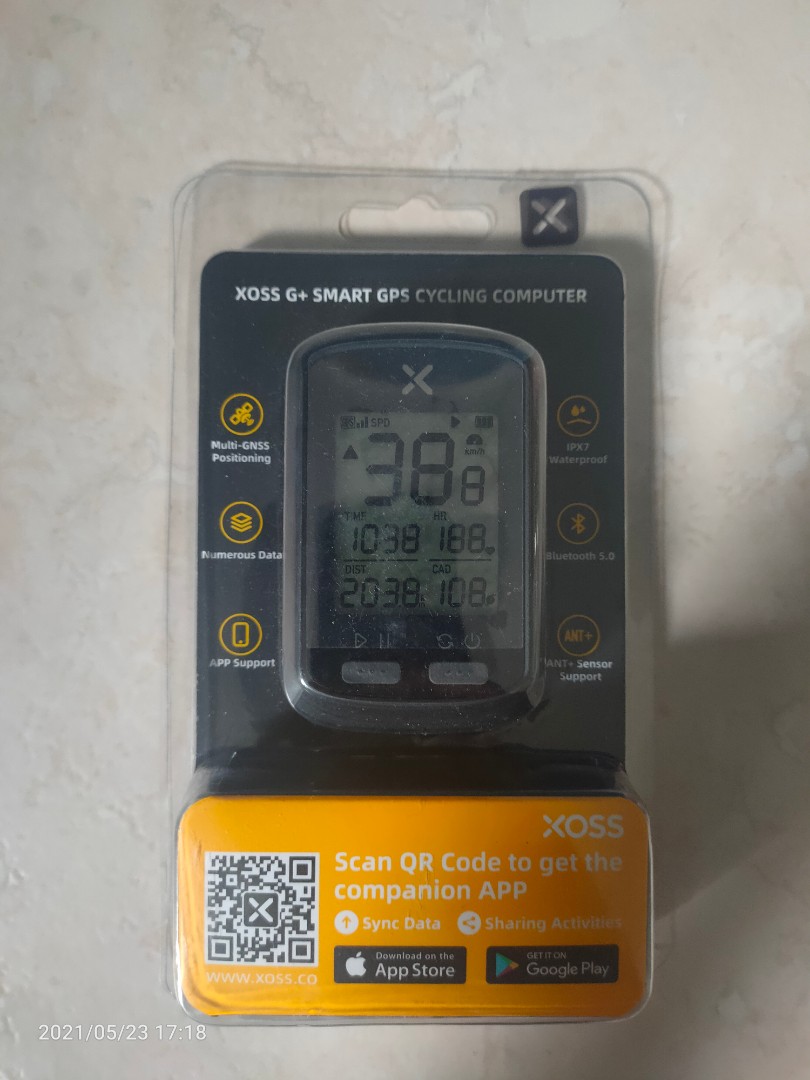 XOSS G+ SMART GPS CYCLING COMPUTER
Multi-GNSS
Positioning
Numerous Data
APP Support
SPD
38 8
km/h
TIME
HR
1038
188
DIST
CAD
2038
108
IPX7
Waterproof
Bluetooth 5.0
ANT+
ANT+ Sensor
Support
XOSS
Scan QR Code to get the
companion APP
Sync Data
Sharing Activities
www.xoss.co
Download on the
App Store
GET IT ON
Google Play
2021/05/23 17:18